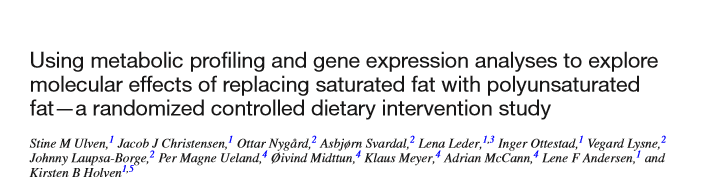 Using metabolic profiling and gene expression analyses to explore
molecular effects of replacing saturated fat with polyunsaturated
fat—a randomized controlled dietary intervention study
Stine M Ulven,1 Jacob J Christensen,1 Ottar Nygård,2 Asbjørn Svardal,2 Lena Leder,1,3 Inger Ottestad,1 Vegard Lysne,2
Johnny Laupsa-Borge,2 Per Magne Ueland,4 Øivind Midttun,4 Klaus Meyer,4 Adrian McCann,4 Lene F Andersen,1 and
Kirsten B Holven1,5